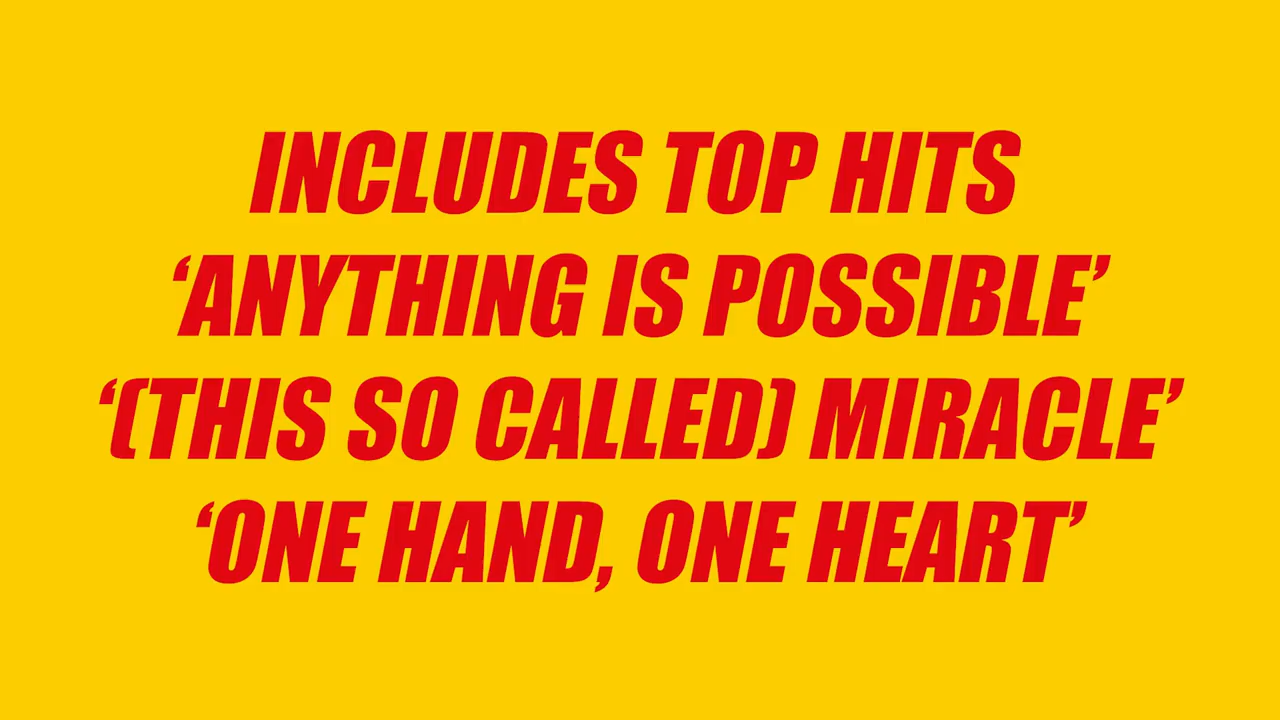 INCLUDES TOP HITS
‘ANYTHING IS POSSIBLE’
‘(THIS SO CALLED) MIRACLE’
‘ONE HAND, ONE HEART’